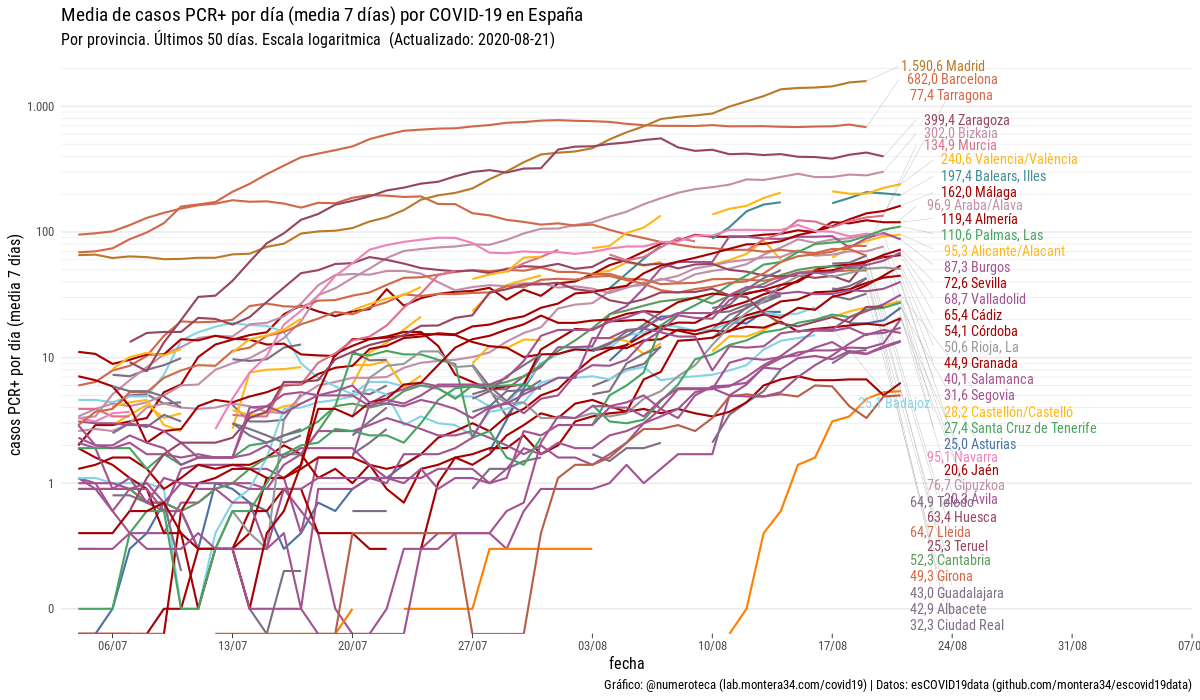 Media de casos PCR+ por día (media 7 días) por COVID-19 en España
Por provincia. Últimos 50 días. Escala logaritmica (Actualizado: 2020-08-21)
casos PCR+ por día (media 7 días)
1.000
100
10
1
0
1.590,6 Madrid
682,0 Barcelona
77,4 Tarragona
399,4 Zaragoza
302,0 Bizkaia
134,9 Murcia
240,6 Valencia/València
197,4 Balears, Illes
162,0 Málaga
96,9 Araba/Álava
119,4 Almería
110,6 Palmas, Las
95,3 Alicante/Alacant
87,3 Burgos
72,6 Sevilla
68,7 Valladolid
65,4 Cádiz
54,1 Córdoba
50,6 Rioja, La
44,9 Granada
40,1 Salamanca
31,6 Segovia
25,7 Badajoz
28,2 Castellón/Castelló
27,4 Santa Cruz de Tenerife
25,0 Asturias
95,1 Navarra
20,6 Jaén
76,7 Gipuzkoa
20,3 Ávila
64,9 Toledo
63,4 Huesca
64,7 Lleida
25,3 Teruel
52,3 Cantabria
49,3 Girona
43,0 Guadalajara
42,9 Albacete
32,3 Ciudad Real
06/07 13/07 20/07 27/07 03/08 10/08 17/08 24/08 31/08 07/0
fecha
Gráfico: @numeroteca (lab.montera34.com/covid19) | Datos: esCOVID19data (github.com/montera34/escovid19data)